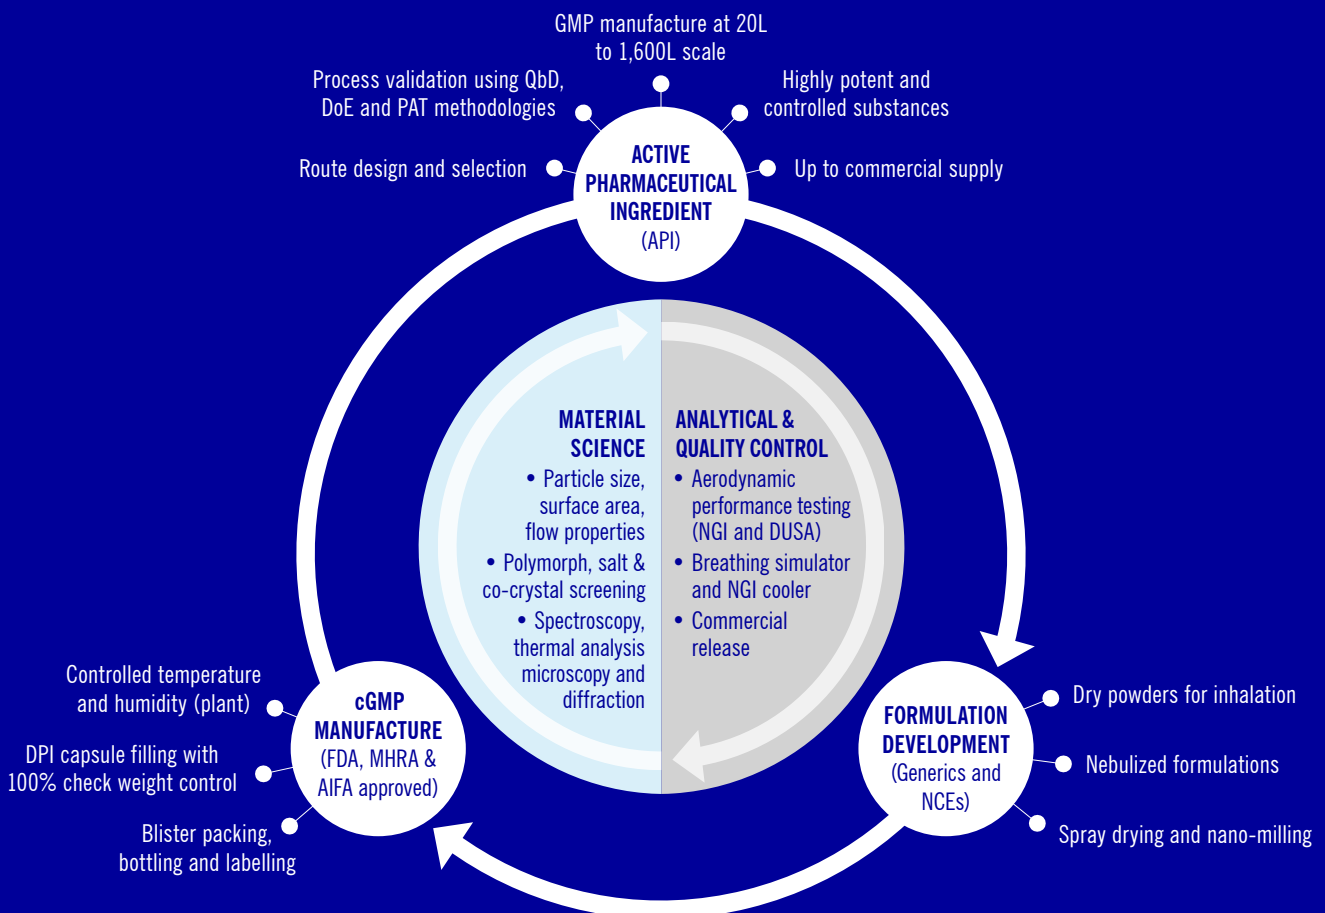 GMP manufacture at 20L
to 1,600L scale
Process validation using QbD,
DoE and PAT methodologies
Highly potent and
controlled substances
Route design and selection
Up to commercial supply
ACTIVE
PHARMACEUTICAL
INGREDIENT
(API)
MATERIAL
SCIENCE
• Particle size,
surface area,
flow properties
• Polymorph, salt &
co-crystal screening
• Spectroscopy,
thermal analysis
microscopy and
diffraction
ANALYTICAL &
QUALITY CONTROL
• Aerodynamic
performance testing
(NGI and DUSA)
• Breathing simulator
and NGI cooler
• Commercial
release
FORMULATION
DEVELOPMENT
(Generics and
NCEs)
Dry powders for inhalation
Nebulized formulations
Spray drying and nano-milling
cGMP
MANUFACTURE
(FDA, MHRA &
AIFA approved)
Controlled temperature
and humidity (plant)
DPI capsule filling with
100% check weight control
Blister packing,
bottling and labelling